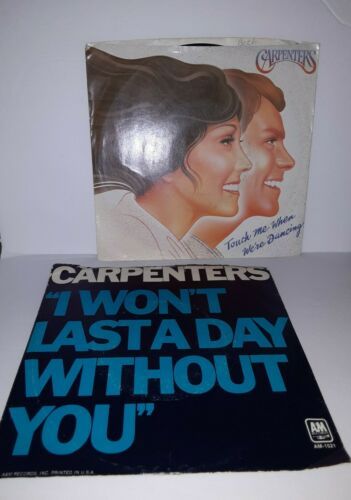 CARPENTERS
Touch Me When
We're Dancing
CARPENTERS
"I WON'T
LAST A DAY
WITHOUT
YOU"
A&M RECORDS, INC. PRINTED IN U.S.A.
A&M
RECORDS
AM-1521